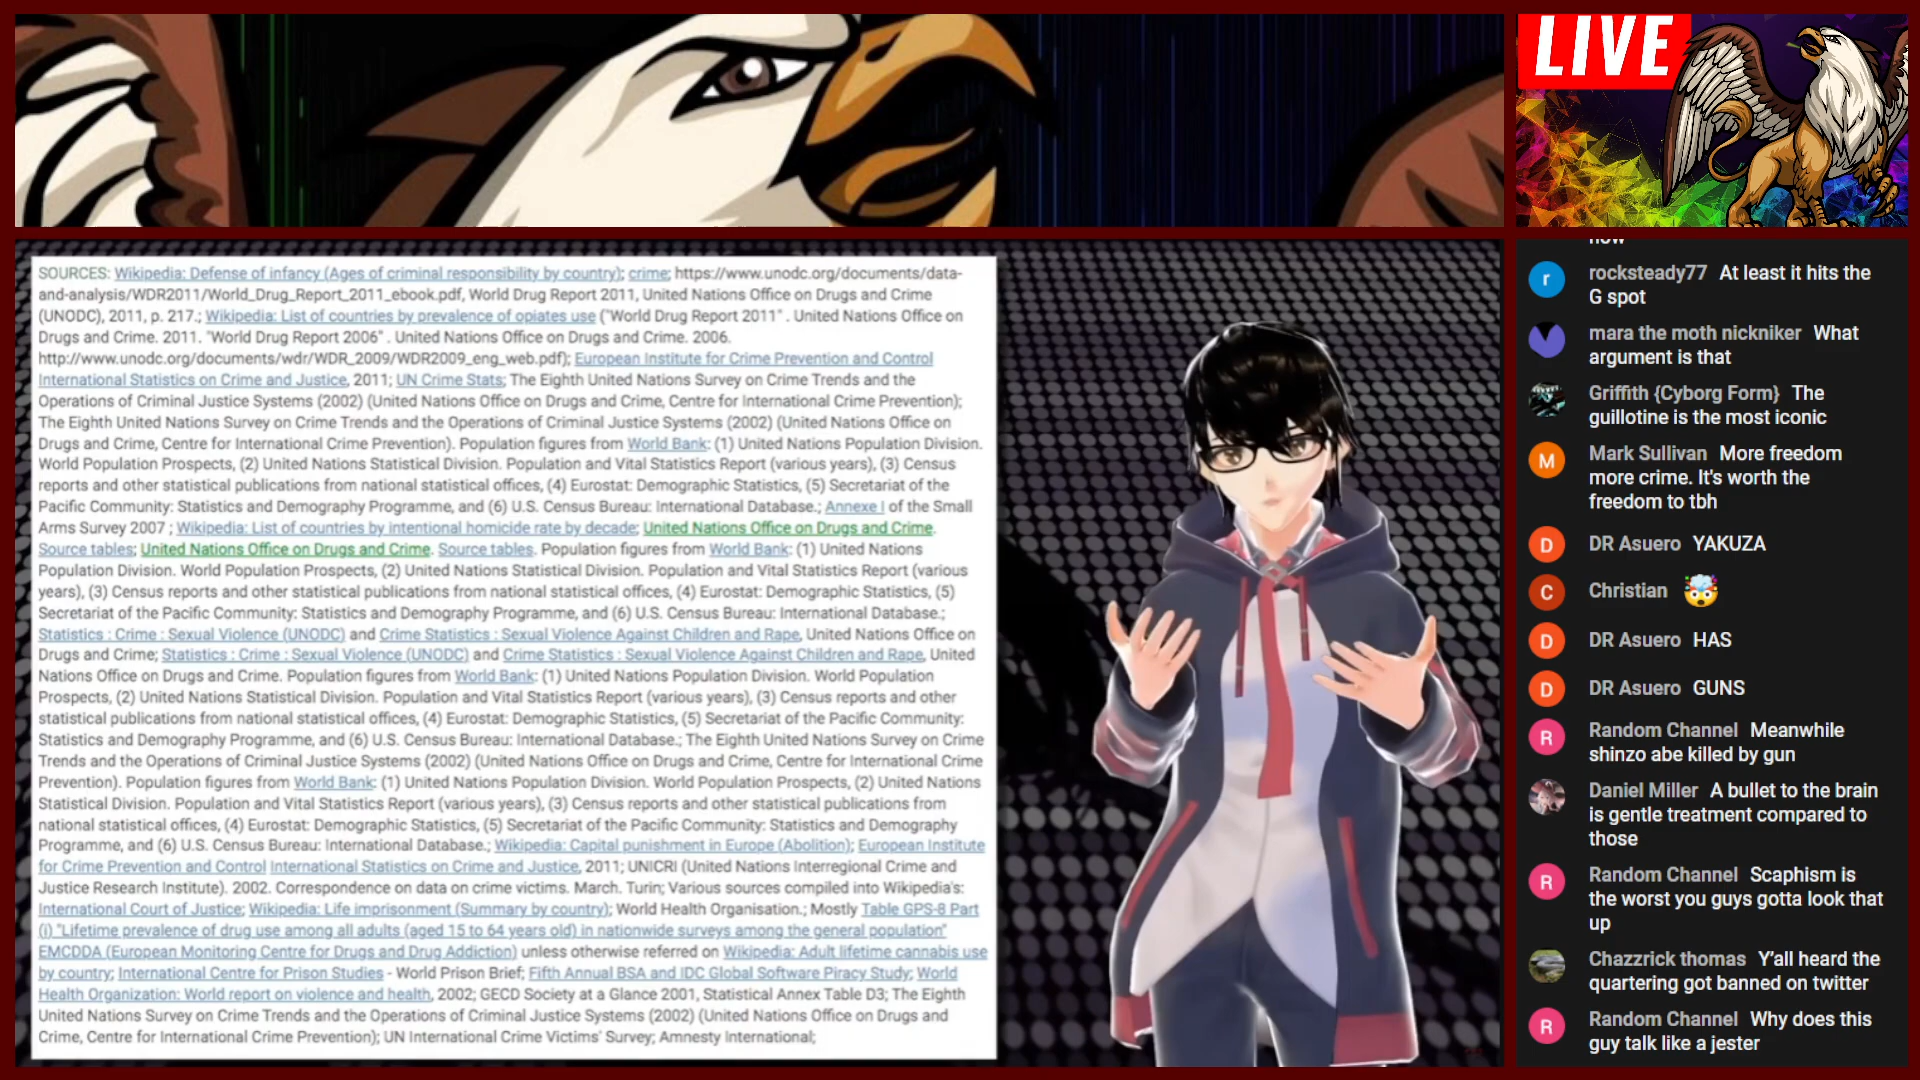 LIVE
SOURCES: Wikipedia: Defense of infancy (Ages of criminal responsibility by country); crime; https://www.unodc.org/documents/data-
and-analysis/WDR2011/World_Drug_Report_2011_ebook.pdf, World Drug Report 2011, United Nations Office on Drugs and Crime
(UNODC), 2011, p. 217.; Wikipedia: List of countries by prevalence of opiates use ("World Drug Report 2011" . United Nations Office on
Drugs and Crime. 2011. "World Drug Report 2006" . United Nations Office on Drugs and Crime. 2006.
http://www.unodc.org/documents/wdr/WDR_2009/WDR2009_eng_web.pdf); European Institute for Crime Prevention and Control
International Statistics on Crime and Justice, 2011; UN Crime Stats; The Eighth United Nations Survey on Crime Trends and the
Operations of Criminal Justice Systems (2002) (United Nations Office on Drugs and Crime, Centre for International Crime Prevention);
The Eighth United Nations Survey on Crime Trends and the Operations of Criminal Justice Systems (2002) (United Nations Office on
Drugs and Crime, Centre for International Crime Prevention). Population figures from World Bank: (1) United Nations Population Division.
World Population Prospects, (2) United Nations Statistical Division. Population and Vital Statistics Report (various years), (3) Census
reports and other statistical publications from national statistical offices, (4) Eurostat: Demographic Statistics, (5) Secretariat of the
Pacific Community: Statistics and Demography Programme, and (6) U.S. Census Bureau: International Database.; Annexe I of the Small
Arms Survey 2007 ; Wikipedia: List of countries by intentional homicide rate by decade; United Nations Office on Drugs and Crime.
Source tables; United Nations Office on Drugs and Crime. Source tables. Population figures from World Bank: (1) United Nations
Population Division. World Population Prospects, (2) United Nations Statistical Division. Population and Vital Statistics Report (various
years), (3) Census reports and other statistical publications from national statistical offices, (4) Eurostat: Demographic Statistics, (5)
Secretariat of the Pacific Community: Statistics and Demography Programme, and (6) U.S. Census Bureau: International Database.;
Statistics : Crime : Sexual Violence (UNODC) and Crime Statistics : Sexual Violence Against Children and Rape, United Nations Office on
Drugs and Crime; Statistics : Crime : Sexual Violence (UNODC) and Crime Statistics : Sexual Violence Against Children and Rape, United
Nations Office on Drugs and Crime. Population figures from World Bank: (1) United Nations Population Division. World Population
Prospects, (2) United Nations Statistical Division. Population and Vital Statistics Report (various years), (3) Census reports and other
statistical publications from national statistical offices, (4) Eurostat: Demographic Statistics, (5) Secretariat of the Pacific Community:
Statistics and Demography Programme, and (6) U.S. Census Bureau: International Database.; The Eighth United Nations Survey on Crime
Trends and the Operations of Criminal Justice Systems (2002) (United Nations Office on Drugs and Crime, Centre for International Crime
Prevention). Population figures from World Bank: (1) United Nations Population Division. World Population Prospects, (2) United Nations
Statistical Division. Population and Vital Statistics Report (various years), (3) Census reports and other statistical publications from
national statistical offices, (4) Eurostat: Demographic Statistics, (5) Secretariat of the Pacific Community: Statistics and Demography
Programme, and (6) U.S. Census Bureau: International Database.; Wikipedia: Capital punishment in Europe (Abolition); European Institute
for Crime Prevention and Control International Statistics on Crime and Justice, 2011; UNICRI (United Nations Interregional Crime and
Justice Research Institute). 2002. Correspondence on data on crime victims. March. Turin; Various sources compiled into Wikipedia's:
International Court of Justice; Wikipedia: Life imprisonment (Summary by country); World Health Organisation.; Mostly Table GPS-8 Part
(i) "Lifetime prevalence of drug use among all adults (aged 15 to 64 years old) in nationwide surveys among the general population"
EMCDDA (European Monitoring Centre for Drugs and Drug Addiction) unless otherwise referred on Wikipedia: Adult lifetime cannabis use
by country; International Centre for Prison Studies - World Prison Brief; Fifth Annual BSA and IDC Global Software Piracy Study; World
Health Organization: World report on violence and health, 2002; GECD Society at a Glance 2001, Statistical Annex Table D3; The Eighth
United Nations Survey on Crime Trends and the Operations of Criminal Justice Systems (2002) (United Nations Office on Drugs and
Crime, Centre for International Crime Prevention); UN International Crime Victims' Survey; Amnesty International;
now
r rocksteady77 At least it hits the
G spot
mara the moth nickniker What
argument is that
Griffith {Cyborg Form} The
guillotine is the most iconic
M Mark Sullivan More freedom
more crime. It's worth the
freedom to tbh
D DR Asuero YAKUZA
C Christian 🤯
D DR Asuero HAS
D DR Asuero GUNS
R Random Channel Meanwhile
shinzo abe killed by gun
Daniel Miller A bullet to the brain
is gentle treatment compared to
those
R Random Channel Scaphism is
the worst you guys gotta look that
up
Chazzrick thomas Y'all heard the
quartering got banned on twitter
R Random Channel Why does this
guy talk like a jester